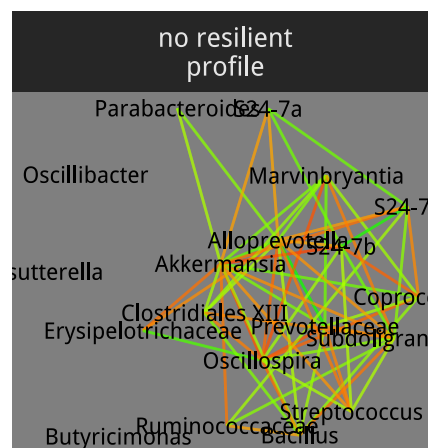 no resilient
profile
Parabacteroides
S24-7a
Oscillibacter
Marvinbryantia
S24-7
Alloprevotella
S24-7b
Akkermansia
sutterella
Coproc
Clostridiales XIII
Erysipelotrichaceae
Prevotellaceae
Subdoligran
Oscillospira
Streptococcus
Ruminococcaceae
Bacillus
Butyricimonas